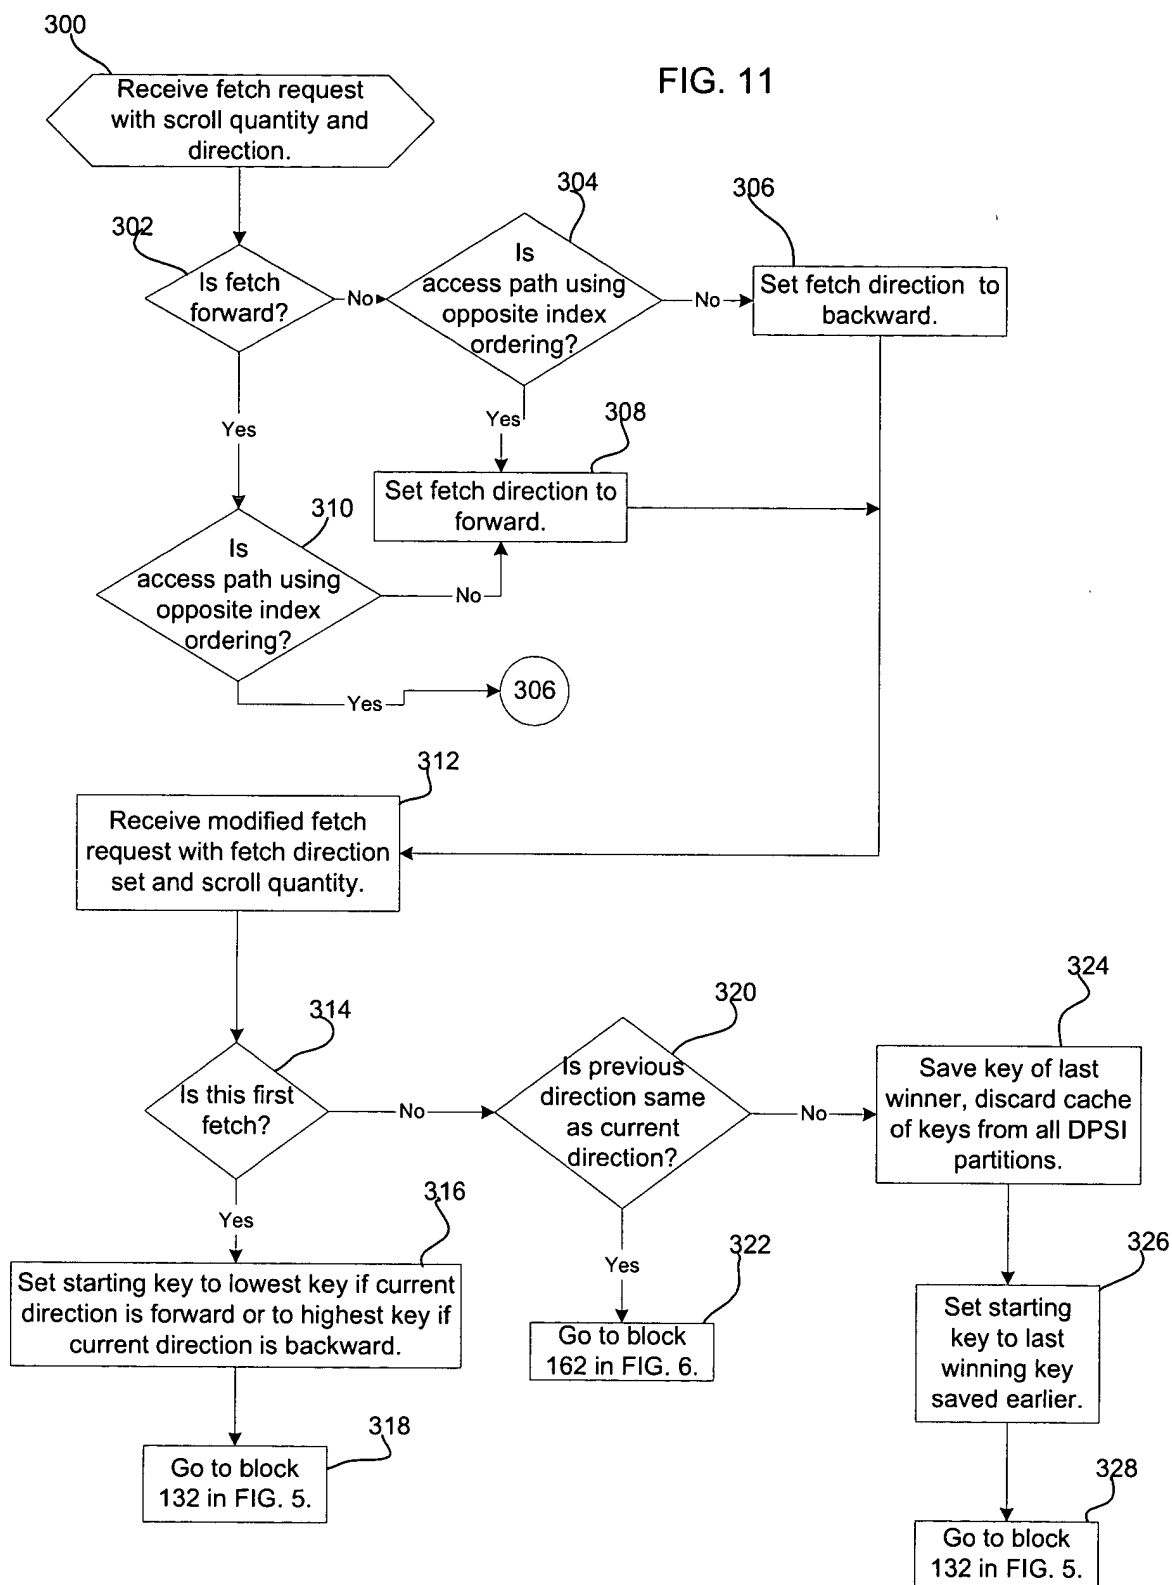 300
FIG. 11
Receive fetch request
with scroll quantity and
direction.
302
Is fetch
forward?
No
304
Is
access path using
opposite index
ordering?
No
306
Set fetch direction to
backward.
Yes
Yes
308
Set fetch direction to
forward.
310
Is
access path using
opposite index
ordering?
No
Yes
306
312
Receive modified fetch
request with fetch direction
set and scroll quantity.
314
Is this first
fetch?
No
320
Is previous
direction same
as current
direction?
No
324
Save key of last
winner, discard cache
of keys from all DPSI
partitions.
Yes
316
Set starting key to lowest key if current
direction is forward or to highest key if
current direction is backward.
Yes
322
Go to block
162 in FIG. 6.
326
Set starting
key to last
winning key
saved earlier.
318
Go to block
132 in FIG. 5.
328
Go to block
132 in FIG. 5.